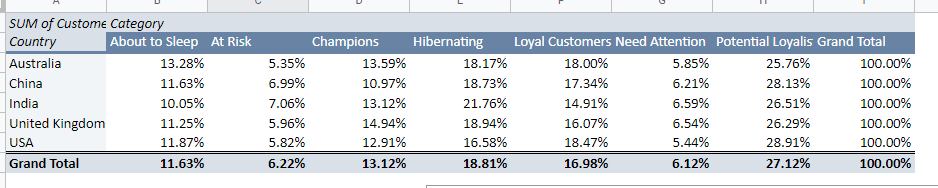 SUM of Custome Category
Country About to Sleep At Risk Champions Hibernating Loyal Customers Need Attention Potential Loyalis Grand Total
Australia 13.28% 5.35% 13.59% 18.17% 18.00% 5.85% 25.76% 100.00%
China 11.63% 6.99% 10.97% 18.73% 17.34% 6.21% 28.13% 100.00%
India 10.05% 7.06% 13.12% 21.76% 14.91% 6.59% 26.51% 100.00%
United Kingdom 11.25% 5.96% 14.94% 18.94% 16.07% 6.54% 26.29% 100.00%
USA 11.87% 5.82% 12.91% 16.58% 18.47% 5.44% 28.91% 100.00%
Grand Total 11.63% 6.22% 13.12% 18.81% 16.98% 6.12% 27.12% 100.00%